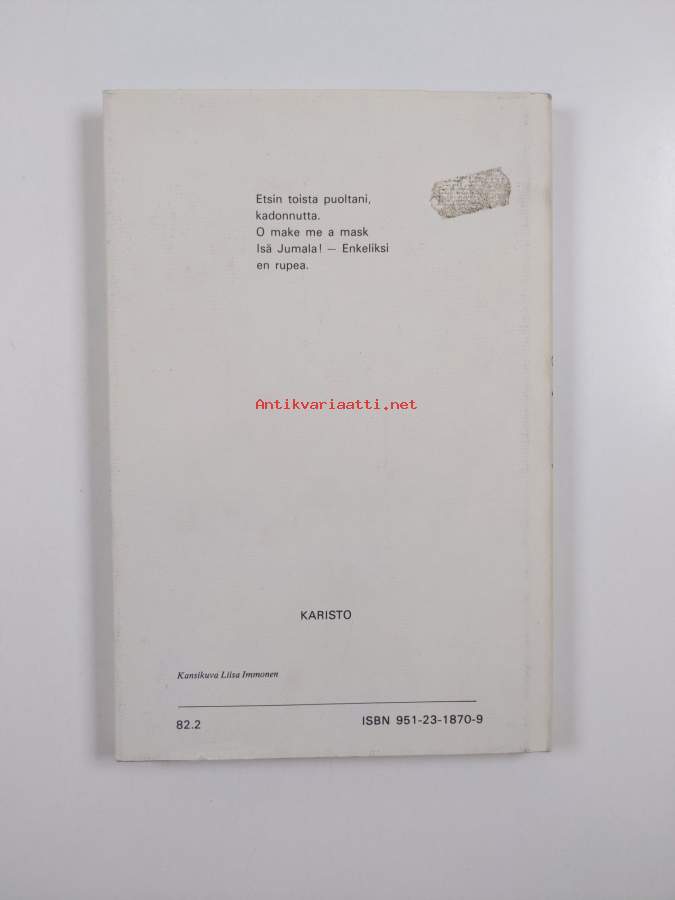 Etsin toista puoltani,
kadonnutta.
O make me a mask
Isä Jumala! — Enkeliksi
en rupea.
Antikvariaatti.net
KARISTO
Kansikuva Liisa Immonen
82.2
ISBN 951-23-1870-9